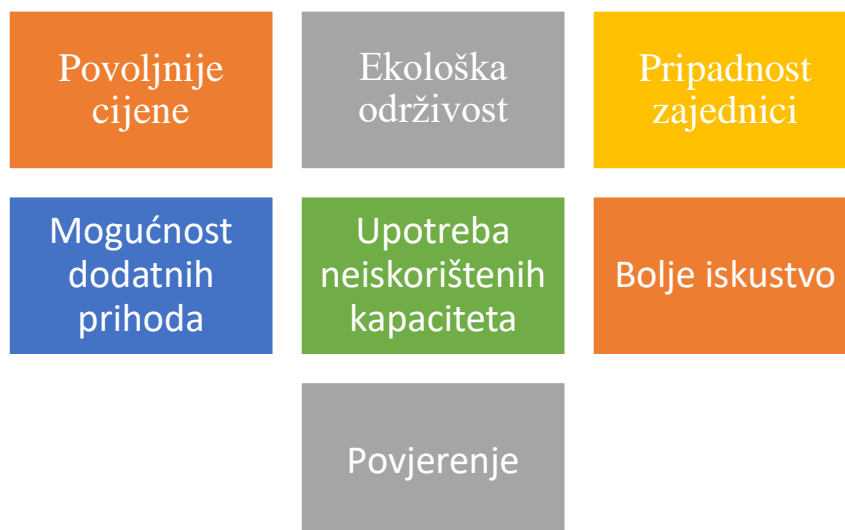 Povoljnije
cijene
Ekološka
održivost
Pripadnost
zajednici
Mogućnost
dodatnih
prihoda
Upotreba
neiskorištenih
kapaciteta
Bolje iskustvo
Povjerenje